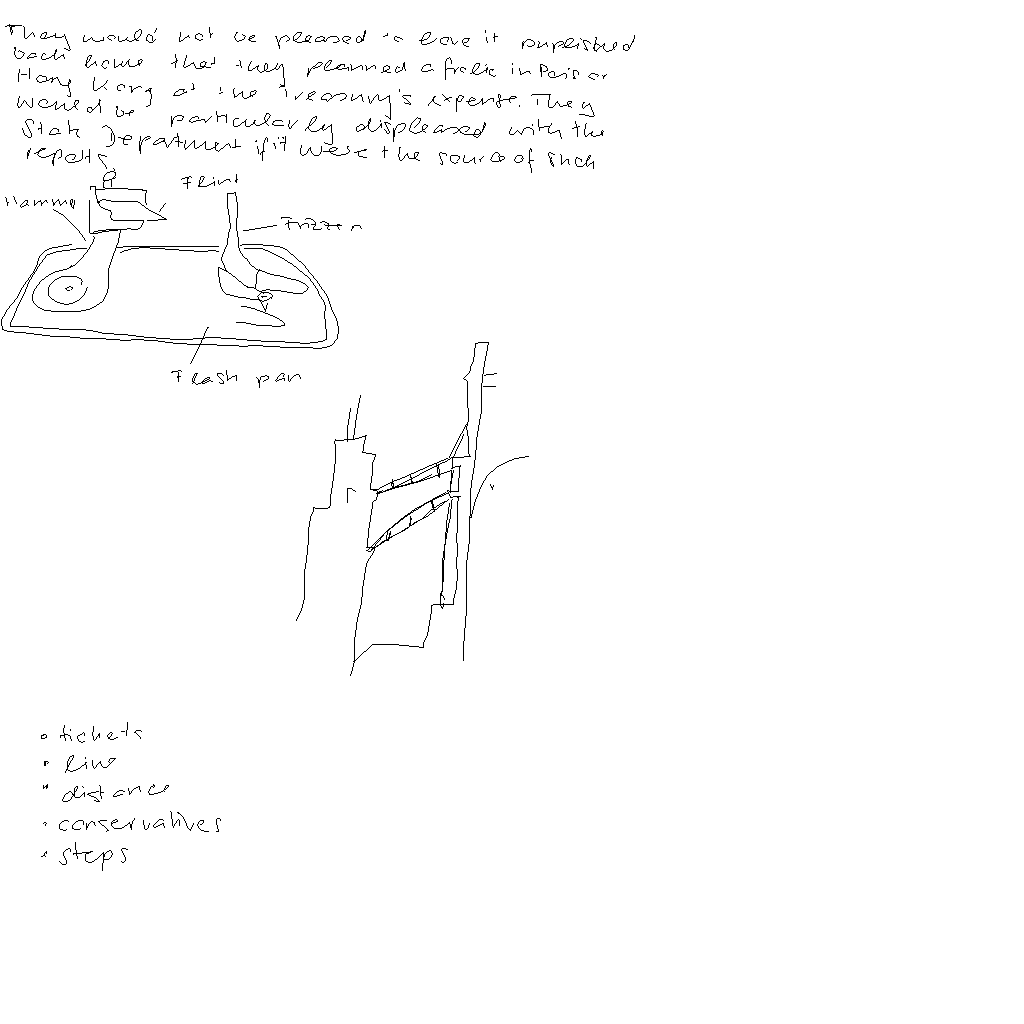 They would not be pleased to have it puplished
back home that they planned a frolic in Paris or
Hong Kong at the Treasury's expense. They
would be particularly displeased with the
State Department if it were the source of such
reports
Flint
Hammer
Frizzen
Flash pan
tickets
line
distance
conservatives
steps